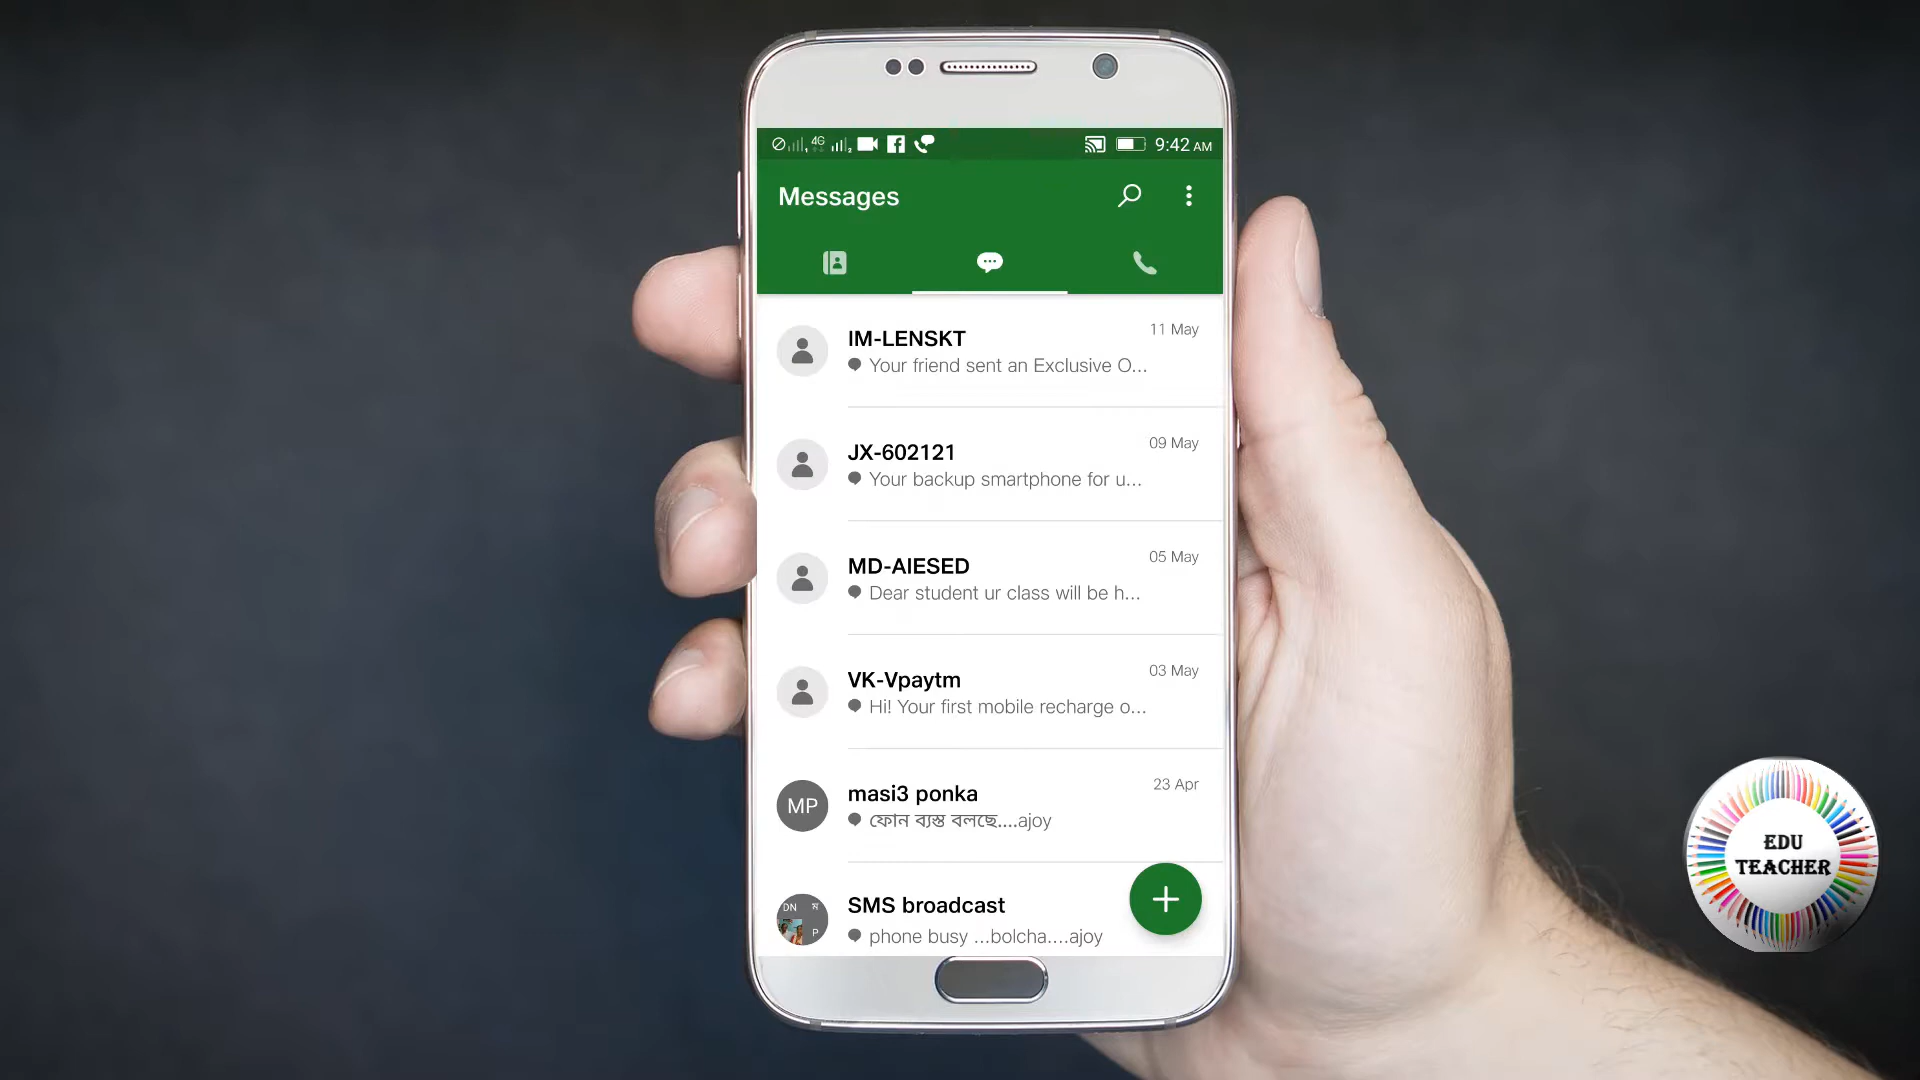 4G
9:42 AM
Messages
IM-LENSKT
11 May
Your friend sent an Exclusive O...
JX-602121
09 May
Your backup smartphone for u...
MD-AIESED
05 May
Dear student ur class will be h...
VK-Vpaytm
03 May
Hi! Your first mobile recharge o...
MP
masi3 ponka
23 Apr
ফোন ব্যস্ত বলছে....ajoy
DN ম
P
SMS broadcast
phone busy ...bolcha....ajoy
EDU
TEACHER